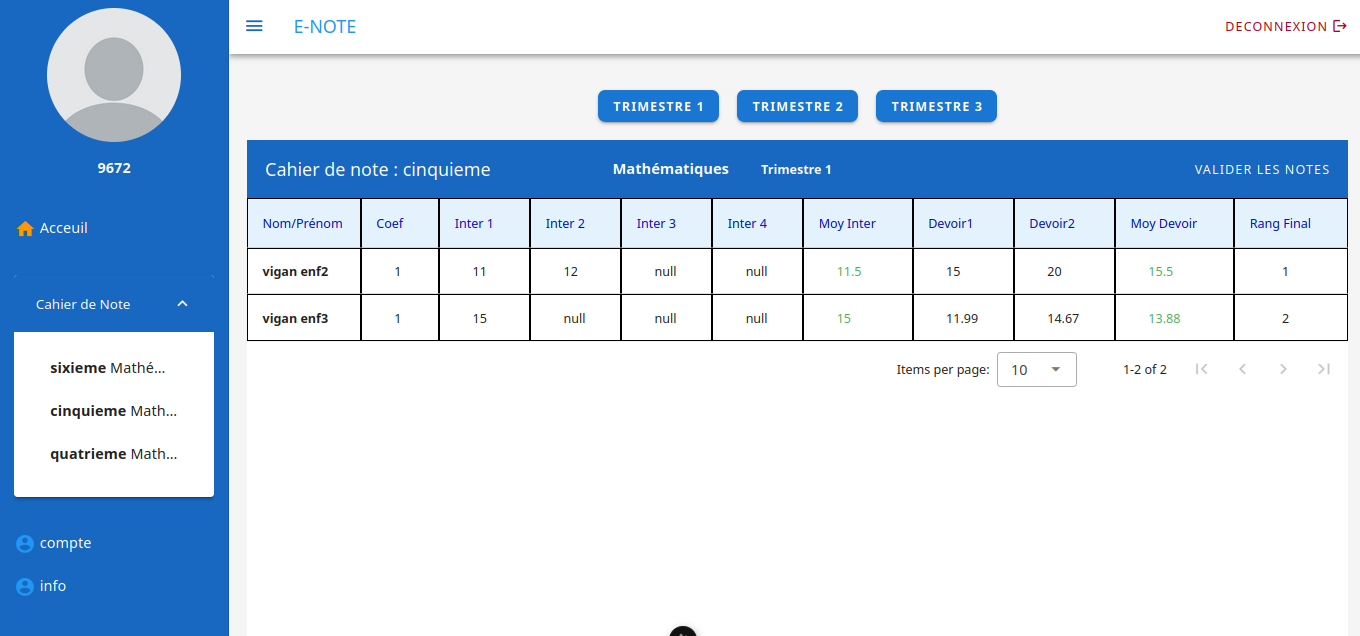 9672
Acceuil
Cahier de Note
sixieme Mathé...
cinquieme Math...
quatrieme Math...
compte
info
E-NOTE
DECONNEXION
TRIMESTRE 1 TRIMESTRE 2 TRIMESTRE 3
Cahier de note : cinquieme Mathématiques Trimestre 1 VALIDER LES NOTES
Nom/Prénom Coef Inter 1 Inter 2 Inter 3 Inter 4 Moy Inter Devoir1 Devoir2 Moy Devoir Rang Final
vigan enf2 1 11 12 null null 11.5 15 20 15.5 1
vigan enf3 1 15 null null null 15 11.99 14.67 13.88 2
Items per page: 10 1-2 of 2